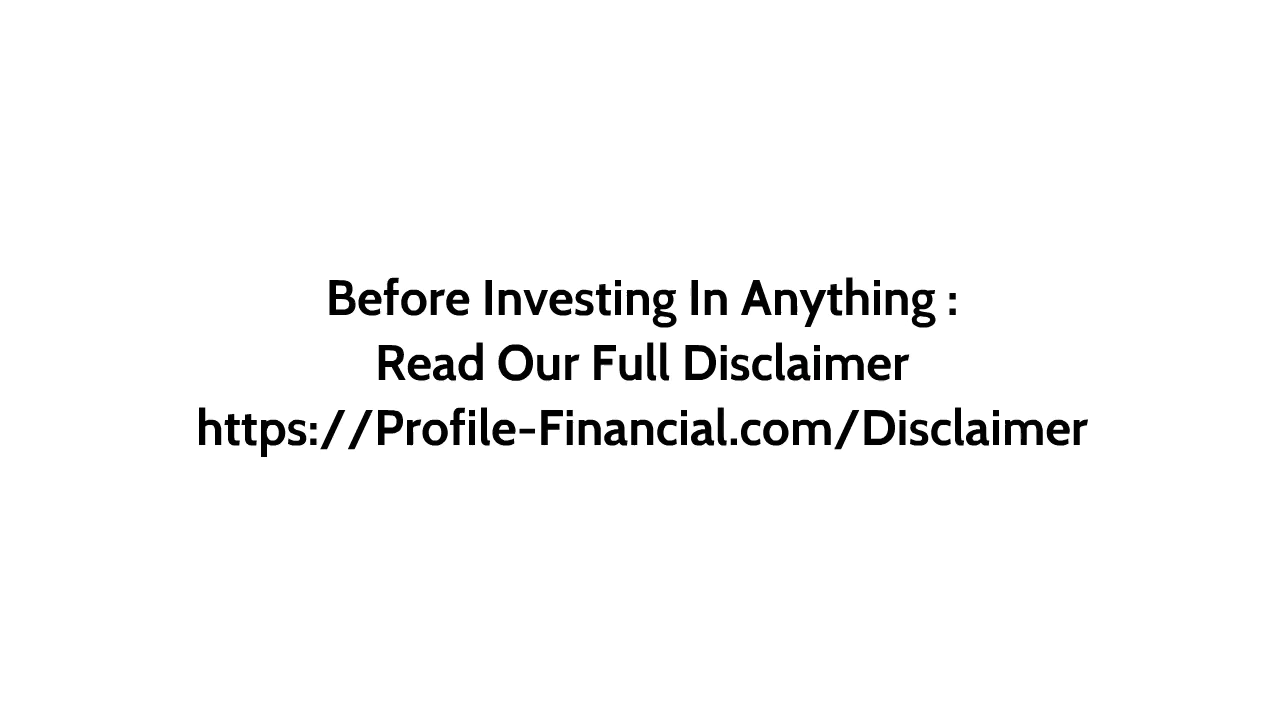 Before Investing In Anything :
Read Our Full Disclaimer
https://Profile-Financial.com/Disclaimer